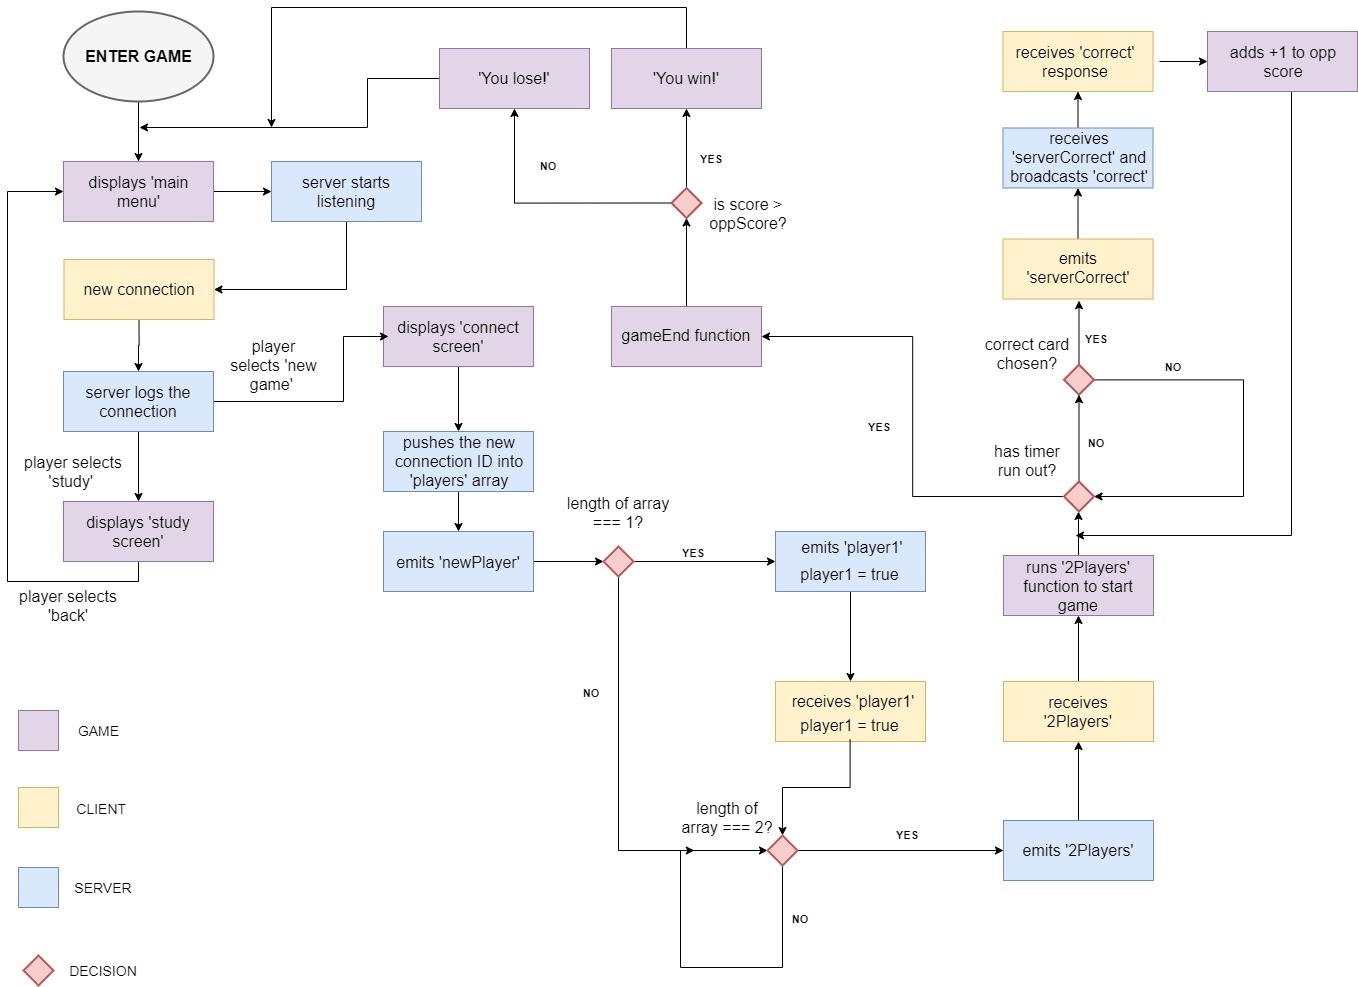 ENTER GAME
displays 'main
menu'
server starts
listening
new connection
server logs the
connection
player
selects 'new
game'
player selects
'study'
displays 'study
screen'
player selects
'back'
'You lose!'
'You win!'
NO
YES
is score >
oppScore?
gameEnd function
displays 'connect
screen'
pushes the new
connection ID into
'players' array
emits 'newPlayer'
length of array
=== 1?
YES
NO
emits 'player1'
player1 = true
receives 'player1'
player1 = true
length of
array === 2?
YES
NO
emits '2Players'
receives
'2Players'
runs '2Players'
function to start
game
has timer
run out?
YES
NO
correct card
chosen?
YES
NO
emits
'serverCorrect'
receives
'serverCorrect' and
broadcasts 'correct'
receives 'correct'
response
adds +1 to opp
score
GAME
CLIENT
SERVER
DECISION